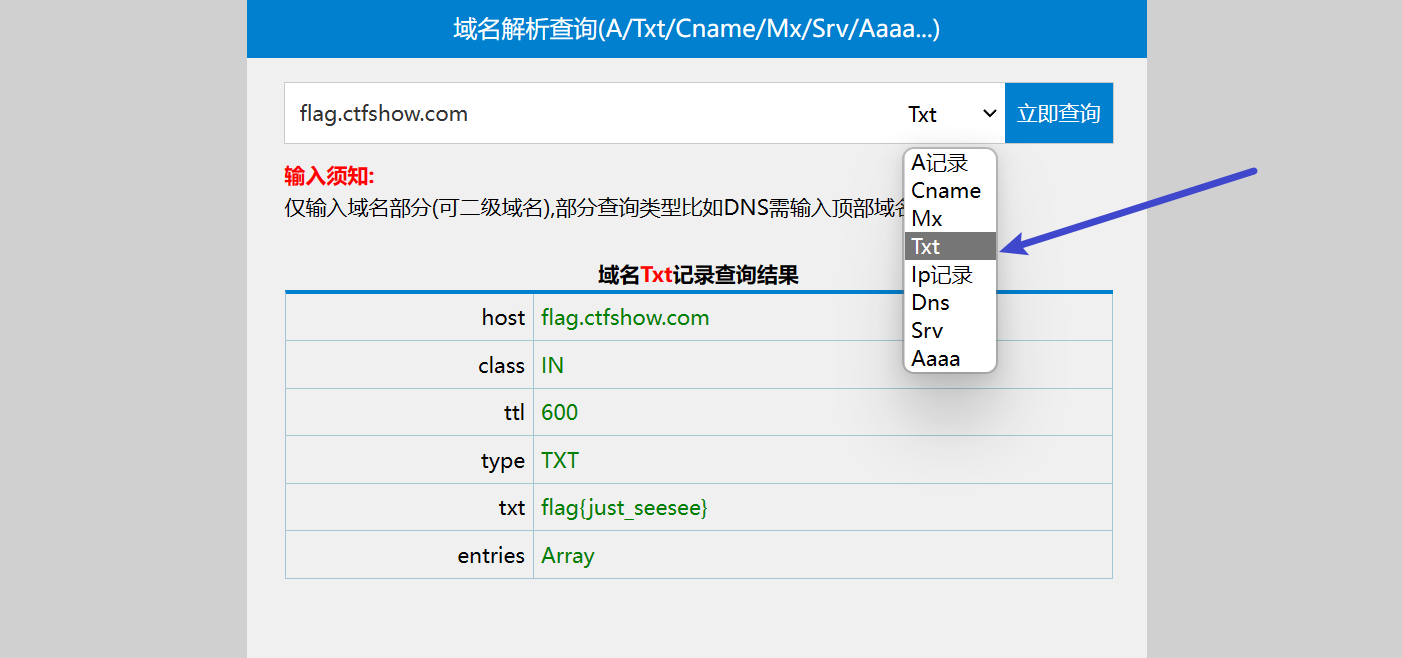 域名解析查询(A/Txt/Cname/Mx/Srv/Aaaa...)
flag.ctfshow.com Txt 立即查询
输入须知:
仅输入域名部分(可二级域名),部分查询类型比如DNS需输入顶部域
A记录
Cname
Mx
Txt
Ip记录
Dns
Srv
Aaaa
域名Txt记录查询结果
host flag.ctfshow.com
class IN
ttl 600
type TXT
txt flag{just_seesee}
entries Array